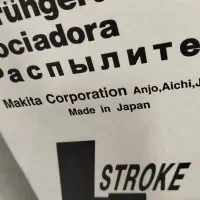 ociadora
Распылите
Makita Corporation Anjo,Aichi,J
Made in Japan
STROKE